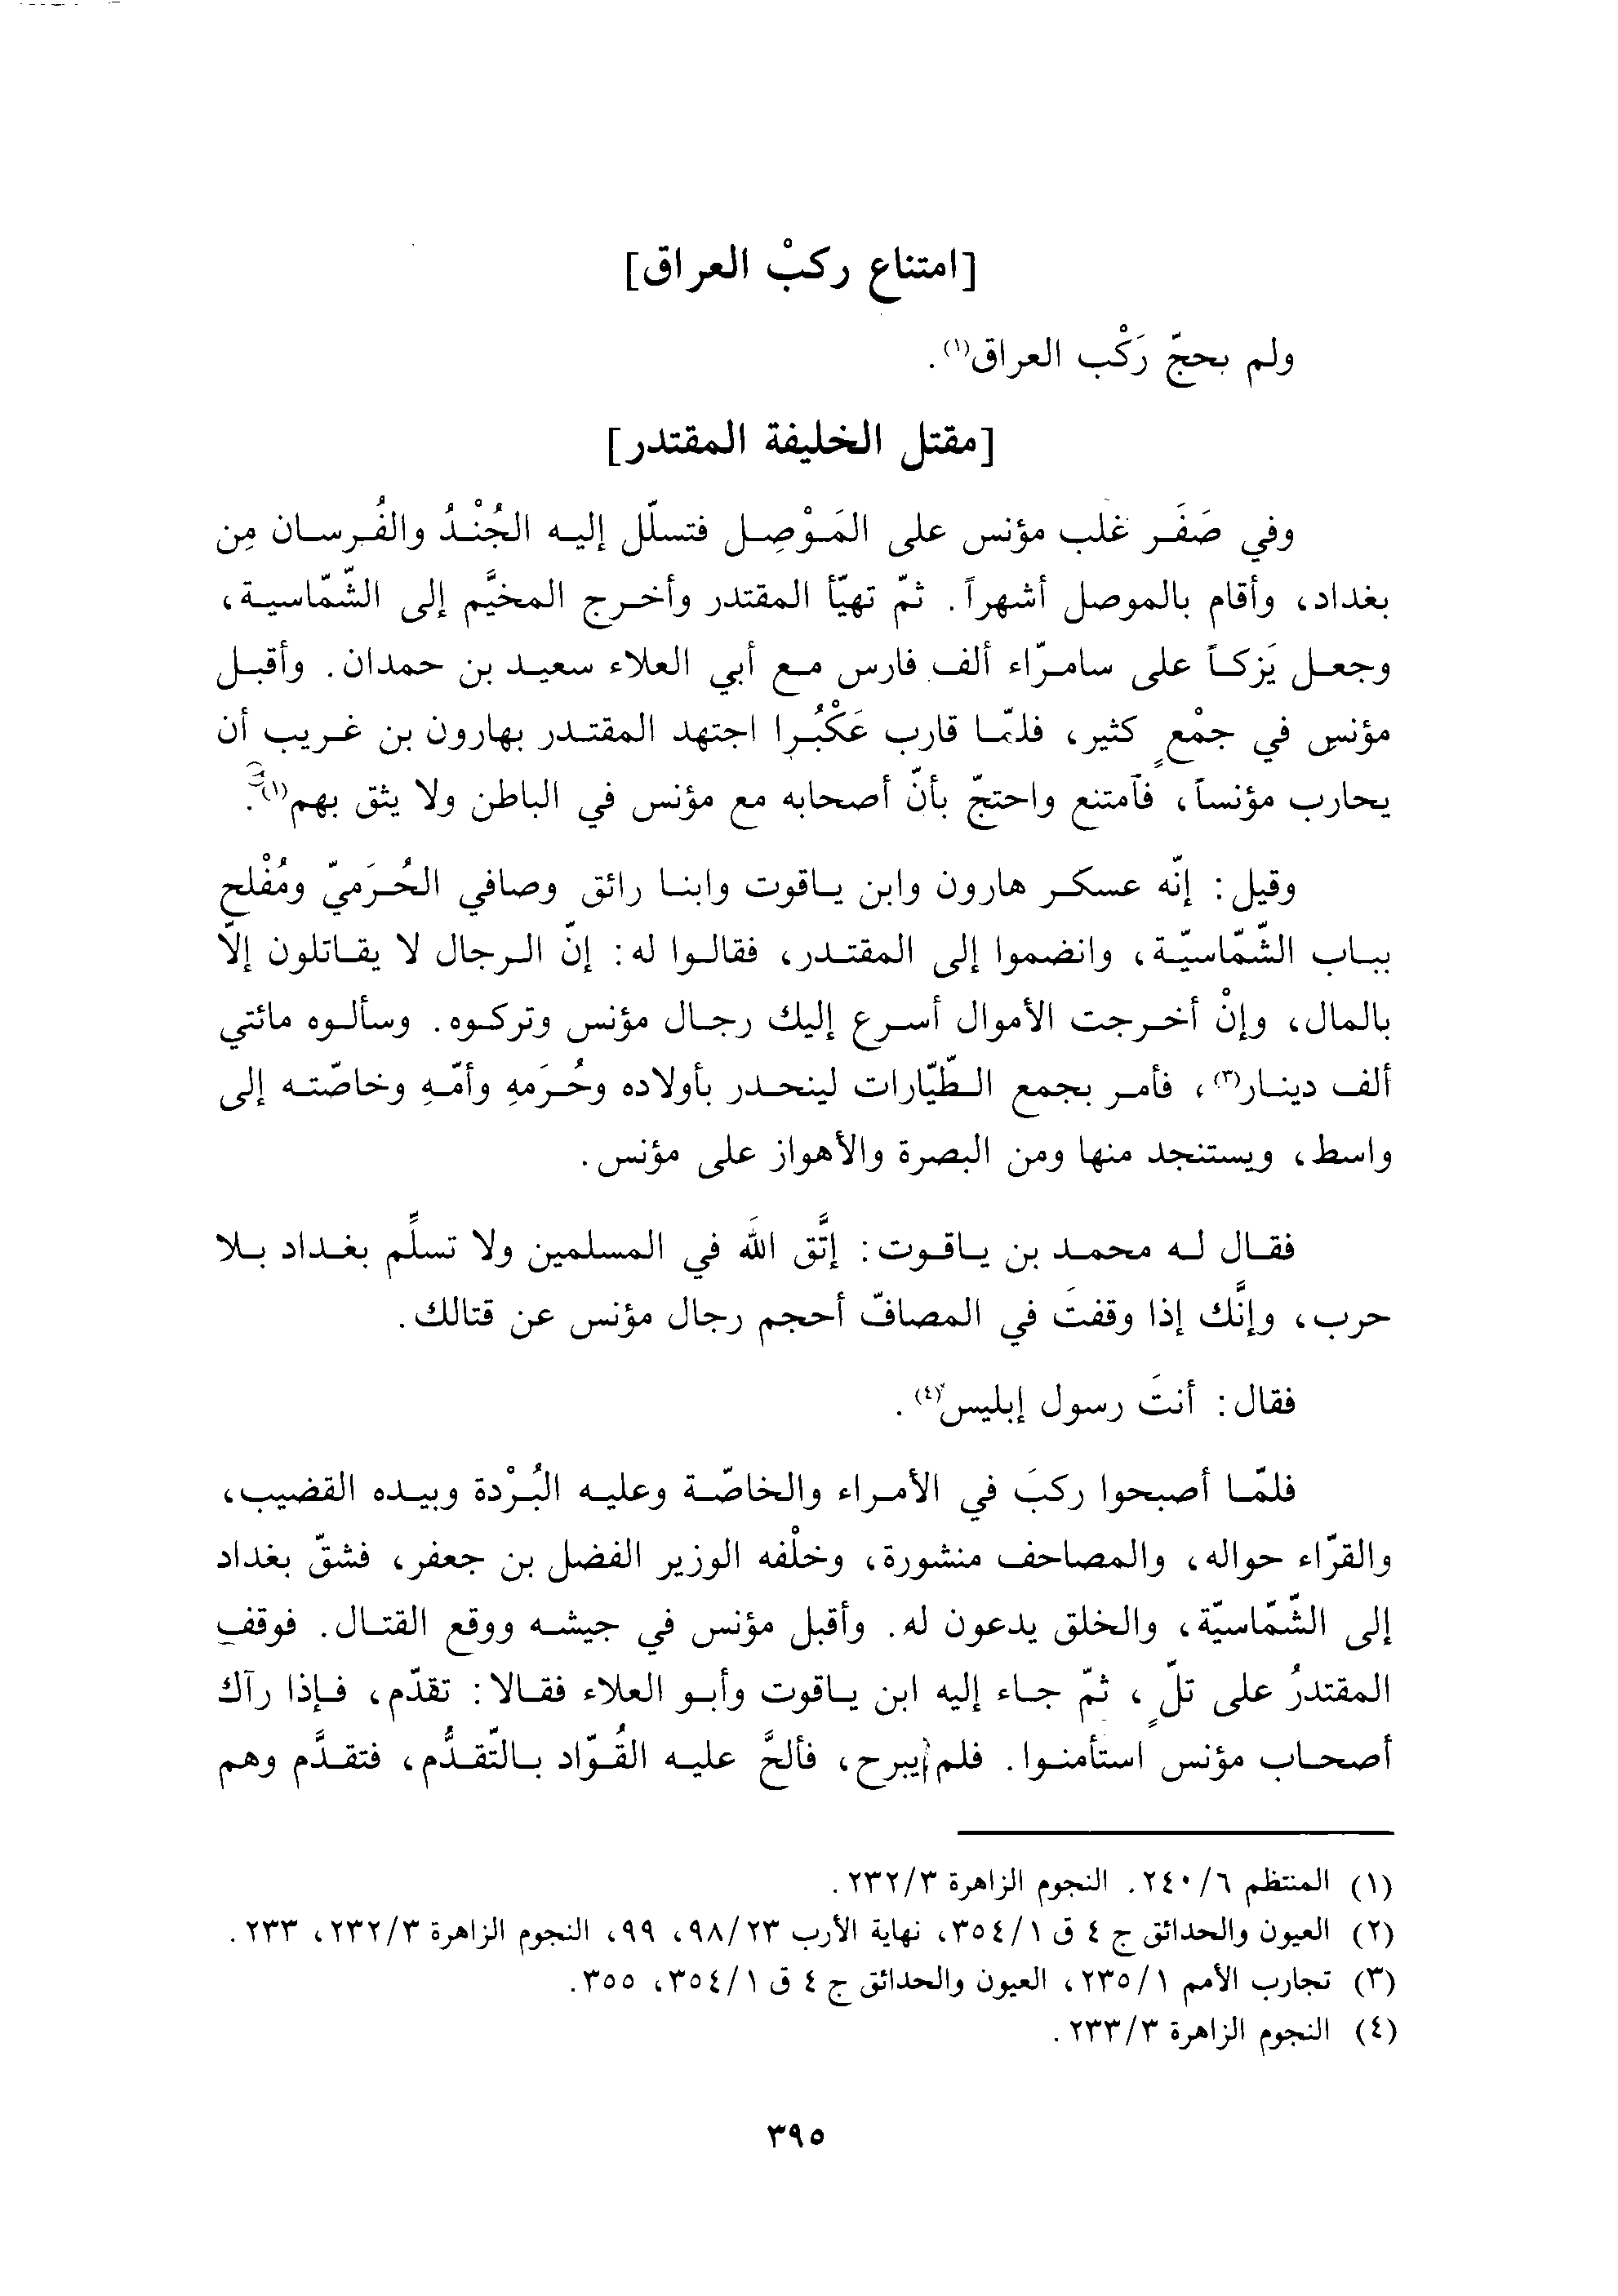 [امتناع ركبْ العراق]
ولم بحجّ رَكْب العراق(١).
[مقتل الخليفة المقتدر]
وفي صَفَر غلب مؤنس على المَوْصِل فتسلّل إليه الجُنْدُ والفُرسان مِن
بغداد، وأقام بالموصل أشهراً. ثمّ تهيّأ المقتدر وأخرج المخيَّم إلى الشّمّاسية،
وجعل يَزكاً على سامرّاء ألف فارس مع أبي العلاء سعيد بن حمدان. وأقبل
مؤنس في جمْعٍ كثير، فلمّا قارب عَكْبُرا اجتهد المقتدر بهارون بن غريب أن
يحارب مؤنساً، فآمتنع واحتجّ بأنّ أصحابه مع مؤنس في الباطن ولا يثق بهم(١).
وقيل: إنّه عسكر هارون وابن ياقوت وابنا رائق وصافي الحُرَميّ ومُفْلح
بباب الشّمّاسيّة، وانضموا إلى المقتدر، فقالوا له: إنّ الرجال لا يقاتلون إلّا
بالمال، وإنْ أخرجت الأموال أسرع إليك رجال مؤنس وتركوه. وسألوه مائتي
ألف دينار(٣)، فأمر بجمع الطّيّارات لينحدر بأولاده وحُرَمهِ وأمّهِ وخاصّته إلى
واسط، ويستنجد منها ومن البصرة والأهواز على مؤنس.
فقال له محمد بن ياقوت: إتَّق اللَه في المسلمين ولا تسلِّم بغداد بلا
حرب، وإنَّك إذا وقفتَ في المصافّ أحجم رجال مؤنس عن قتالك.
فقال: أنتَ رسول إبليس(٤).
فلمّا أصبحوا ركبَ في الأمراء والخاصّة وعليه البُرْدة وبيده القضيب،
والقرّاء حواله، والمصاحف منشورة، وخلْفه الوزير الفضل بن جعفر، فشقّ بغداد
إلى الشّمّاسيّة، والخلق يدعون له. وأقبل مؤنس في جيشه ووقع القتال. فوقف
المقتدرُ على تلٍّ، ثمّ جاء إليه ابن ياقوت وأبو العلاء فقالا: تقدّم، فإذا رآك
أصحاب مؤنس استأمنوا. فلم يبرح، فألحَّ عليه القُوّاد بالتّقدُّم، فتقدَّم وهم
(١) المنتظم ٢٤٠/٦. النجوم الزاهرة ٢٣٢/٣.
(٢) العيون والحدائق ج ٤ ق ٣٥٤/١، نهاية الأرب ٩٨/٢٣، ٩٩، النجوم الزاهرة ٢٣٢/٣، ٢٣٣.
(٣) تجارب الأمم ٢٣٥/١، العيون والحدائق ج ٤ ق ٣٥٤/١، ٣٥٥.
(٤) النجوم الزاهرة ٢٣٣/٣.
٣٩٥